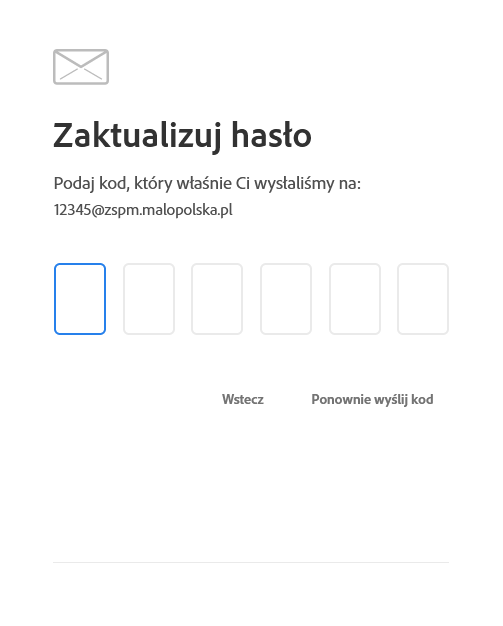 Zaktualizuj hasło
Podaj kod, który właśnie Ci wysłaliśmy na:
12345@zspm.malopolska.pl
Wstecz
Ponownie wyślij kod